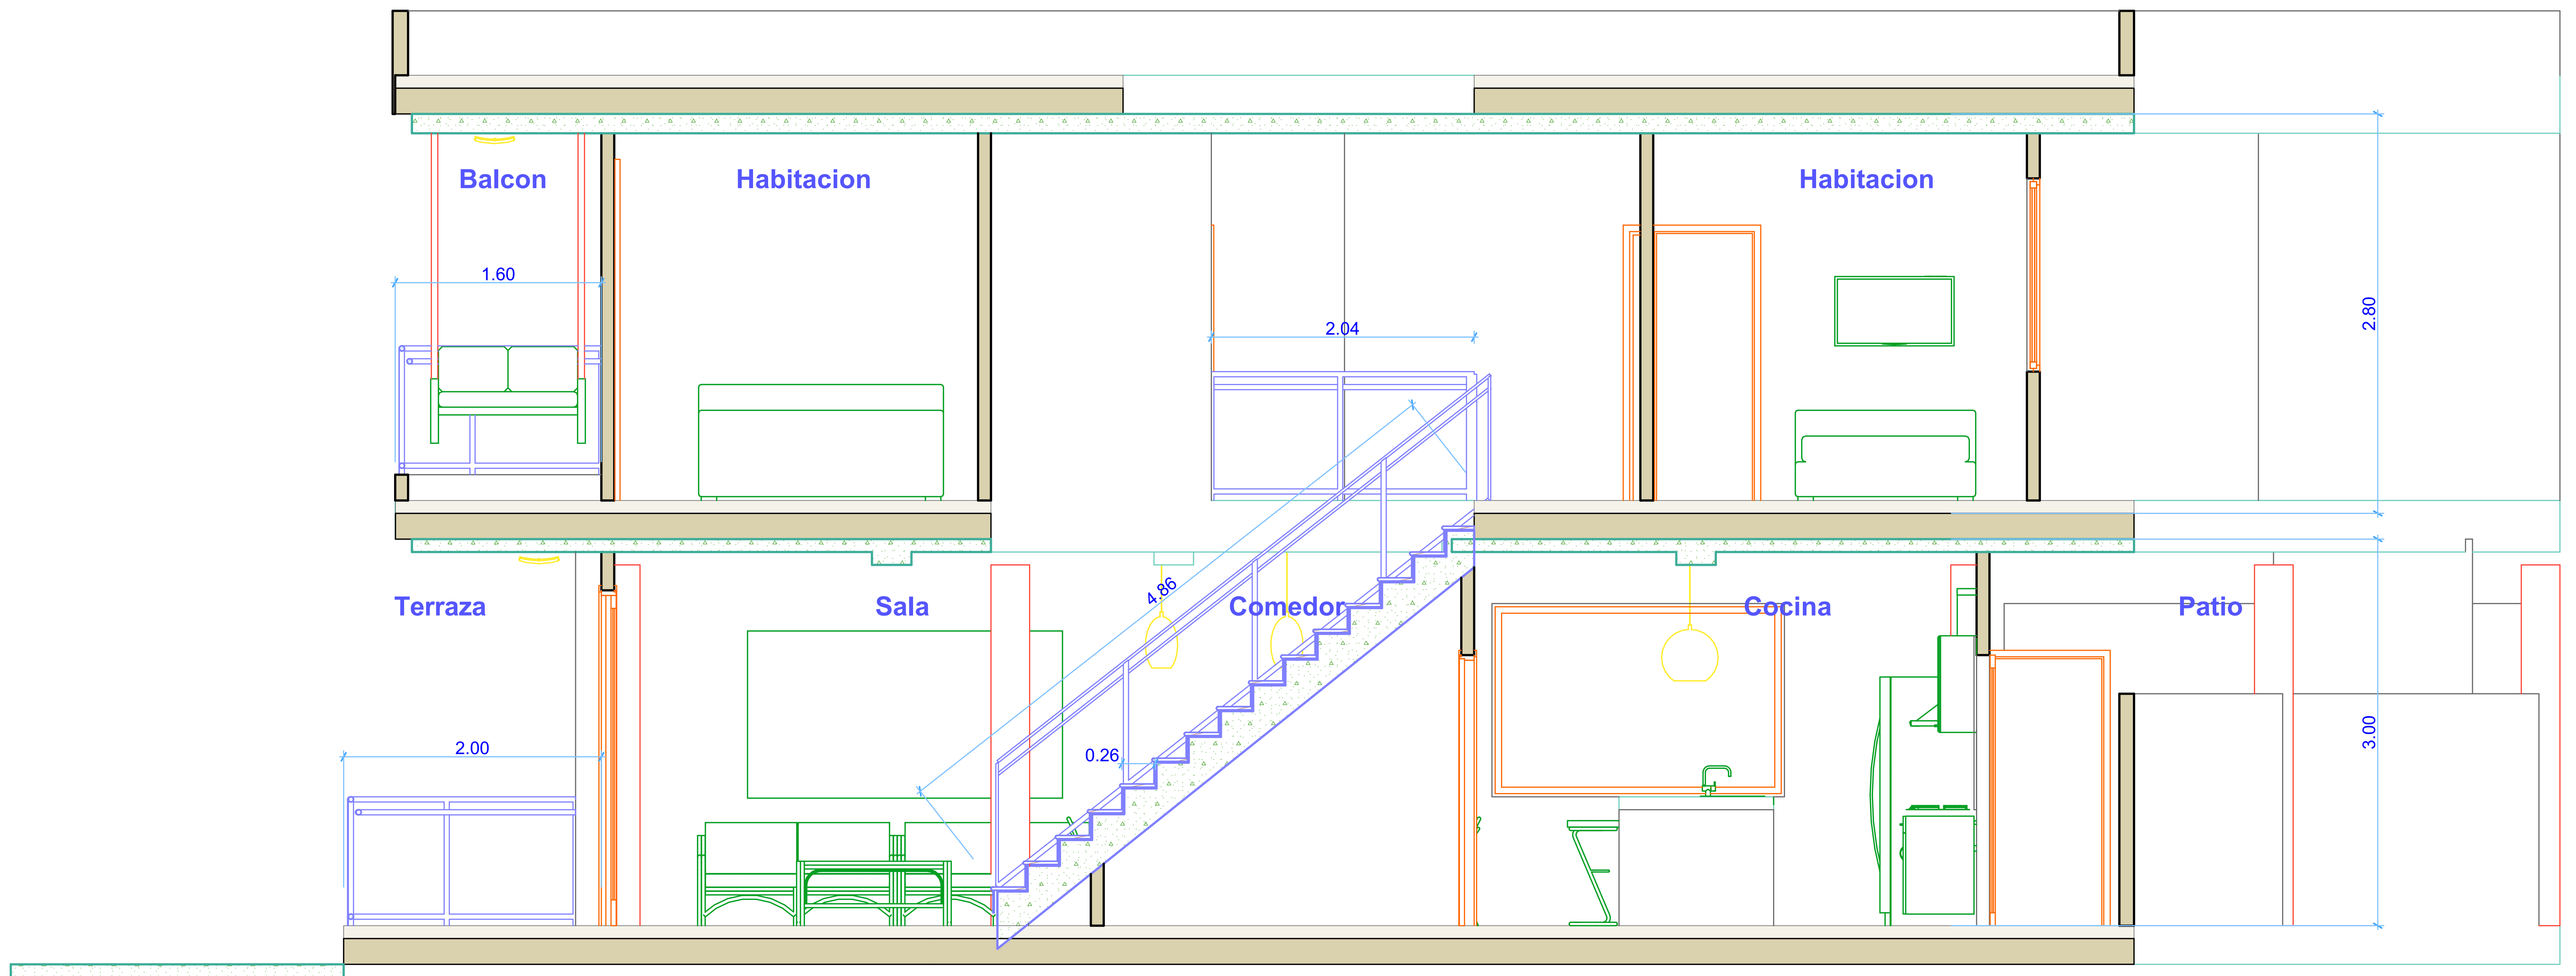 Balcon
Habitacion
Habitacion
1.60
2.04
2.80
Terraza
Sala
4.86
Comedor
Cocina
Patio
2.00
0.26
3.00